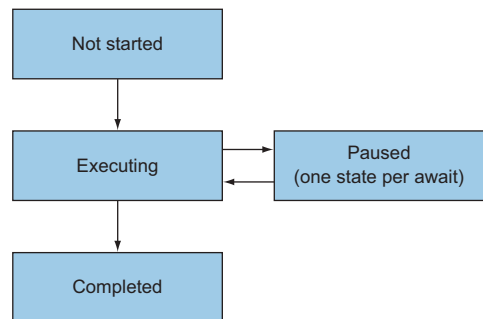 Not started
Executing
Paused
(one state per await)
Completed